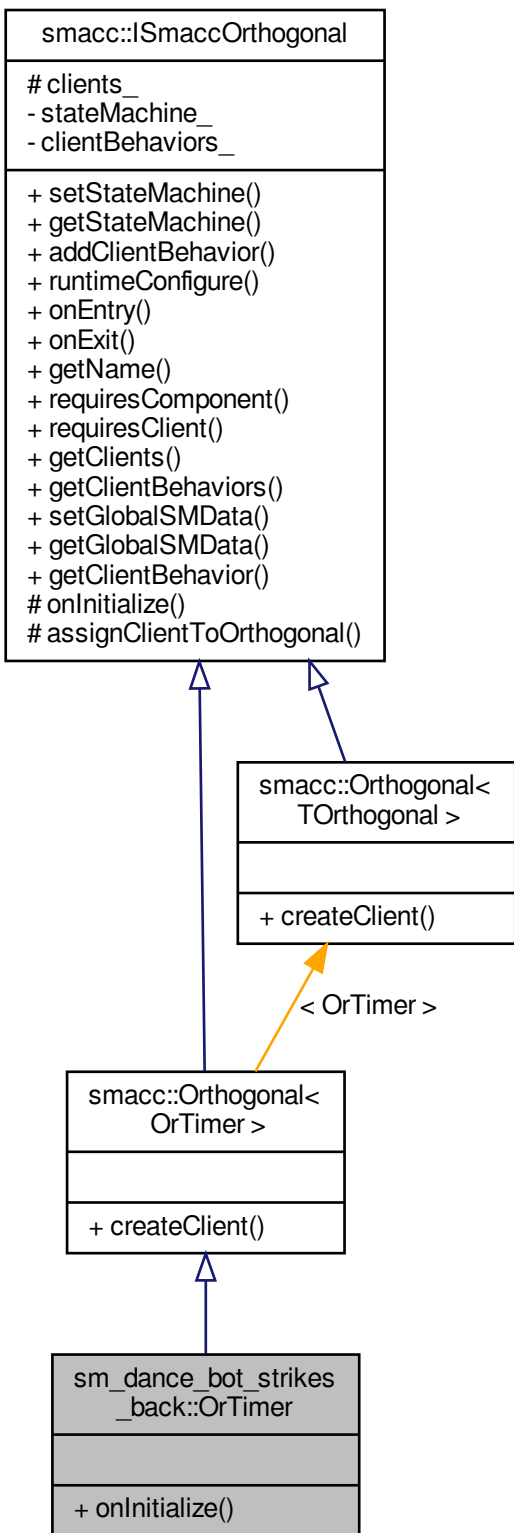 smacc::ISmaccOrthogonal
# clients_
- stateMachine_
- clientBehaviors_
+ setStateMachine()
+ getStateMachine()
+ addClientBehavior()
+ runtimeConfigure()
+ onEntry()
+ onExit()
+ getName()
+ requiresComponent()
+ requiresClient()
+ getClients()
+ getClientBehaviors()
+ setGlobalSMData()
+ getGlobalSMData()
+ getClientBehavior()
# onInitialize()
# assignClientToOrthogonal()
smacc::Orthogonal<
TOrthogonal >
+ createClient()
< OrTimer >
smacc::Orthogonal<
OrTimer >
+ createClient()
sm_dance_bot_strikes
_back::OrTimer
+ onInitialize()